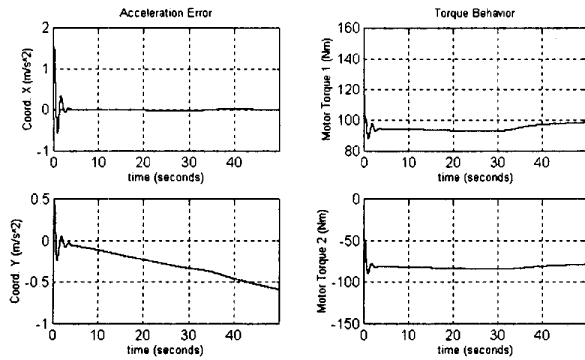 Acceleration Error
Torque Behavior
Coord. X (m/s^2)
2
1
0
-1
0 10 20 30 40
time (seconds)
Motor Torque 1 (Nm)
160
140
120
100
80
0 10 20 30 40
time (seconds)
Coord. Y (m/s^2)
0.5
0
-0.5
-1
0 10 20 30 40
time (seconds)
Motor Torque 2 (Nm)
0
-50
-100
-150
0 10 20 30 40
time (seconds)